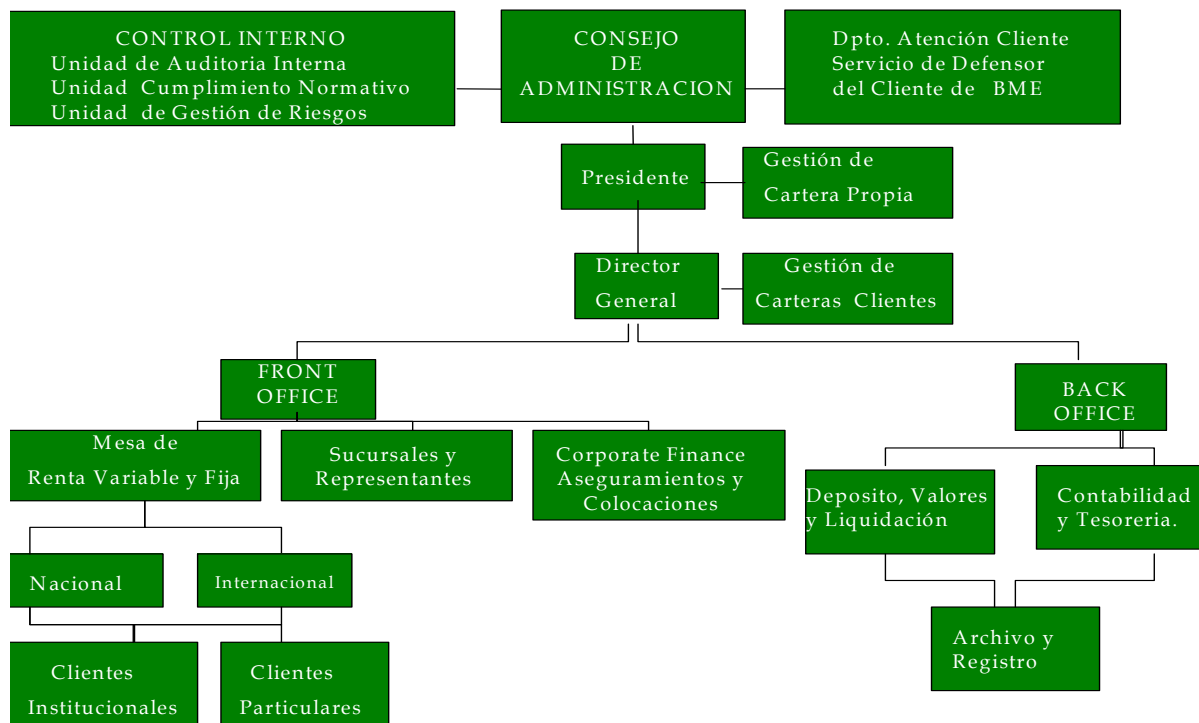 CONTROL INTERNO
Unidad de Auditoria Interna
Unidad Cumplimiento Normativo
Unidad de Gestión de Riesgos
CONSEJO
DE
ADMINISTRACION
Dpto. Atención Cliente
Servicio de Defensor
del Cliente de BME
Presidente
Gestión de
Cartera Propia
Director
General
Gestión de
Carteras Clientes
FRONT
OFFICE
BACK
OFFICE
Mesa de
Renta Variable y Fija
Sucursales y
Representantes
Corporate Finance
Aseguramientos y
Colocaciones
Deposito, Valores
y Liquidación
Contabilidad
y Tesoreria.
Nacional
Internacional
Clientes
Institucionales
Clientes
Particulares
Archivo y
Registro